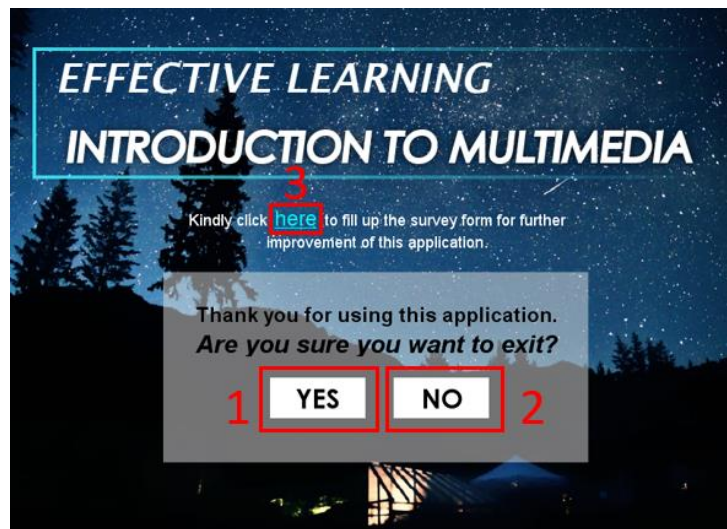 EFFECTIVE LEARNING
INTRODUCTION TO MULTIMEDIA
3
Kindly click here to fill up the survey form for further
improvement of this application.
Thank you for using this application.
Are you sure you want to exit?
1 YES NO 2